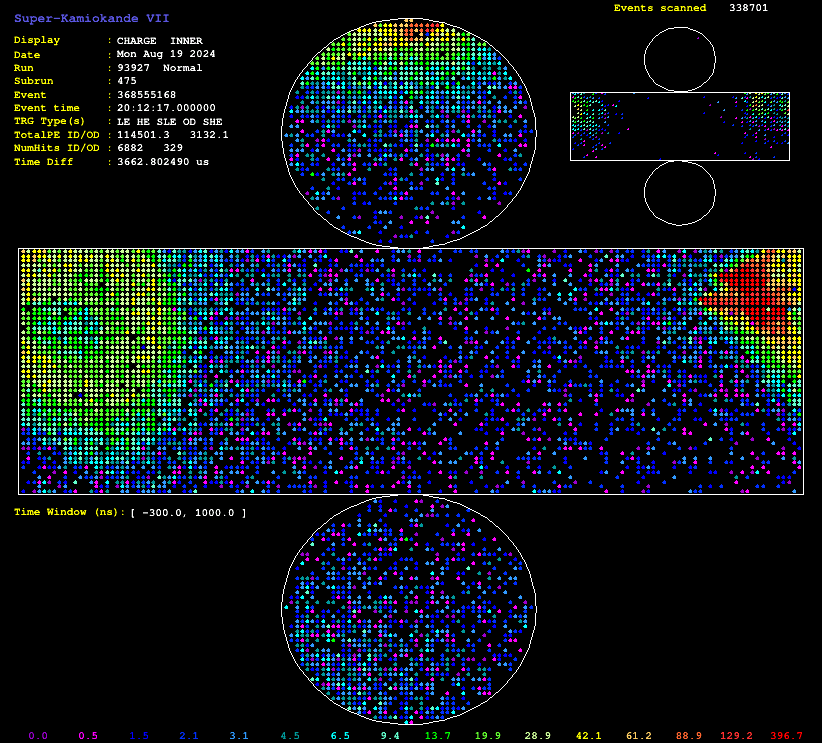 Super-Kamiokande VII
Events scanned 338701
Display : CHARGE INNER
Date : Mon Aug 19 2024
Run : 93927 Normal
Subrun : 475
Event : 368555168
Event time : 20:12:17.000000
TRG Type(s) : LE HE SLE OD SHE
TotalPE ID/OD : 114501.3 3132.1
NumHits ID/OD : 6882 329
Time Diff : 3662.802490 us
Time Window (ns): [ -300.0, 1000.0 ]
0.0 0.5 1.5 2.1 3.1 4.5 6.5 9.4 13.7 19.9 28.9 42.1 61.2 88.9 129.2 396.7